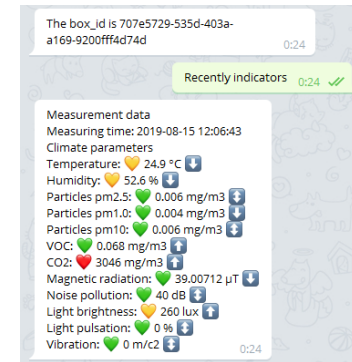 The box_id is 707e5729-535d-403a-
a169-9200fff4d74d
0:24
Recently indicators 0:24
Measurement data
Measuring time: 2019-08-15 12:06:43
Climate parameters
Temperature: 💛 24.9 °C ⬇️
Humidity: 💛 52.6 % ⬇️
Particles pm2.5: 💚 0.006 mg/m3 ↕️
Particles pm1.0: 💚 0.004 mg/m3 ⬇️
Particles pm10: 💚 0.006 mg/m3 ↕️
VOC: 💚 0.068 mg/m3 ⬆️
CO2: ❤️ 3046 mg/m3 ⬆️
Magnetic radiation: 💚 39.00712 µT ⬇️
Noise pollution: 💚 40 dB ↕️
Light brightness: 💛 260 lux ⬆️
Light pulsation: 💚 0 % ↕️
Vibration: 💚 0 m/c2 ↕️
0:24